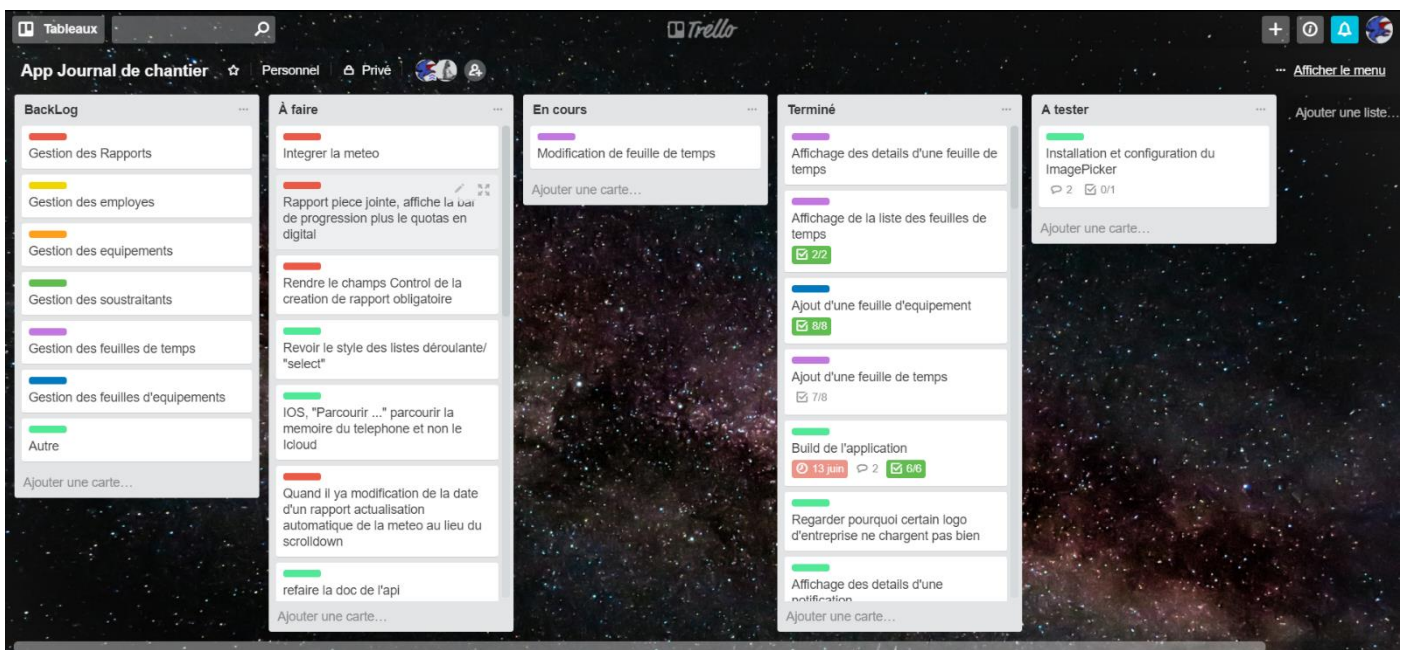 Tableaux
Trello
App Journal de chantier
Personnel
Privé
Afficher le menu
BackLog
Gestion des Rapports
Gestion des employes
Gestion des equipements
Gestion des soustraitants
Gestion des feuilles de temps
Gestion des feuilles d'equipements
Autre
Ajouter une carte…
À faire
Integrer la meteo
Rapport piece jointe, affiche la bar
de progression plus le quotas en
digital
Rendre le champs Control de la
creation de rapport obligatoire
Revoir le style des listes déroulante/
"select"
IOS, "Parcourir ..." parcourir la
memoire du telephone et non le
Icloud
Quand il ya modification de la date
d'un rapport actualisation
automatique de la meteo au lieu du
scrolldown
refaire la doc de l'api
Ajouter une carte…
En cours
Modification de feuille de temps
Ajouter une carte…
Terminé
Affichage des details d'une feuille de
temps
Affichage de la liste des feuilles de
temps
2/2
Ajout d'une feuille d'equipement
8/8
Ajout d'une feuille de temps
7/8
Build de l'application
13 juin 2 6/6
Regarder pourquoi certain logo
d'entreprise ne chargent pas bien
Affichage des details d'une
notification
Ajouter une carte…
A tester
Installation et configuration du
ImagePicker
2 0/1
Ajouter une carte…
Ajouter une liste…